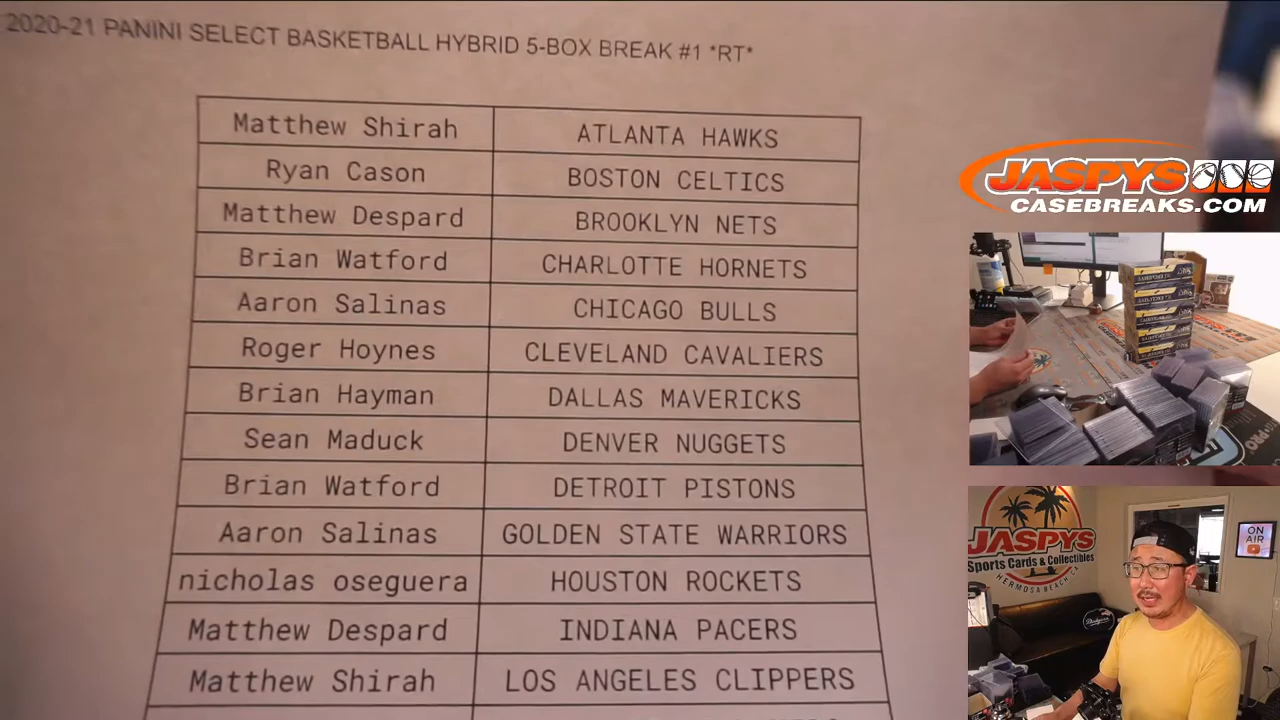 2020-21 PANINI SELECT BASKETBALL HYBRID 5-BOX BREAK #1 *RT*
Matthew Shirah ATLANTA HAWKS
Ryan Cason BOSTON CELTICS
Matthew Despard BROOKLYN NETS
Brian Watford CHARLOTTE HORNETS
Aaron Salinas CHICAGO BULLS
Roger Hoynes CLEVELAND CAVALIERS
Brian Hayman DALLAS MAVERICKS
Sean Maduck DENVER NUGGETS
Brian Watford DETROIT PISTONS
Aaron Salinas GOLDEN STATE WARRIORS
nicholas oseguera HOUSTON ROCKETS
Matthew Despard INDIANA PACERS
Matthew Shirah LOS ANGELES CLIPPERS
JASPYS
CASEBREAKS.COM
JASPYS
Sports Cards & Collectibles
HERMOSA BEACH, CA
ON
AIR
Dodgers